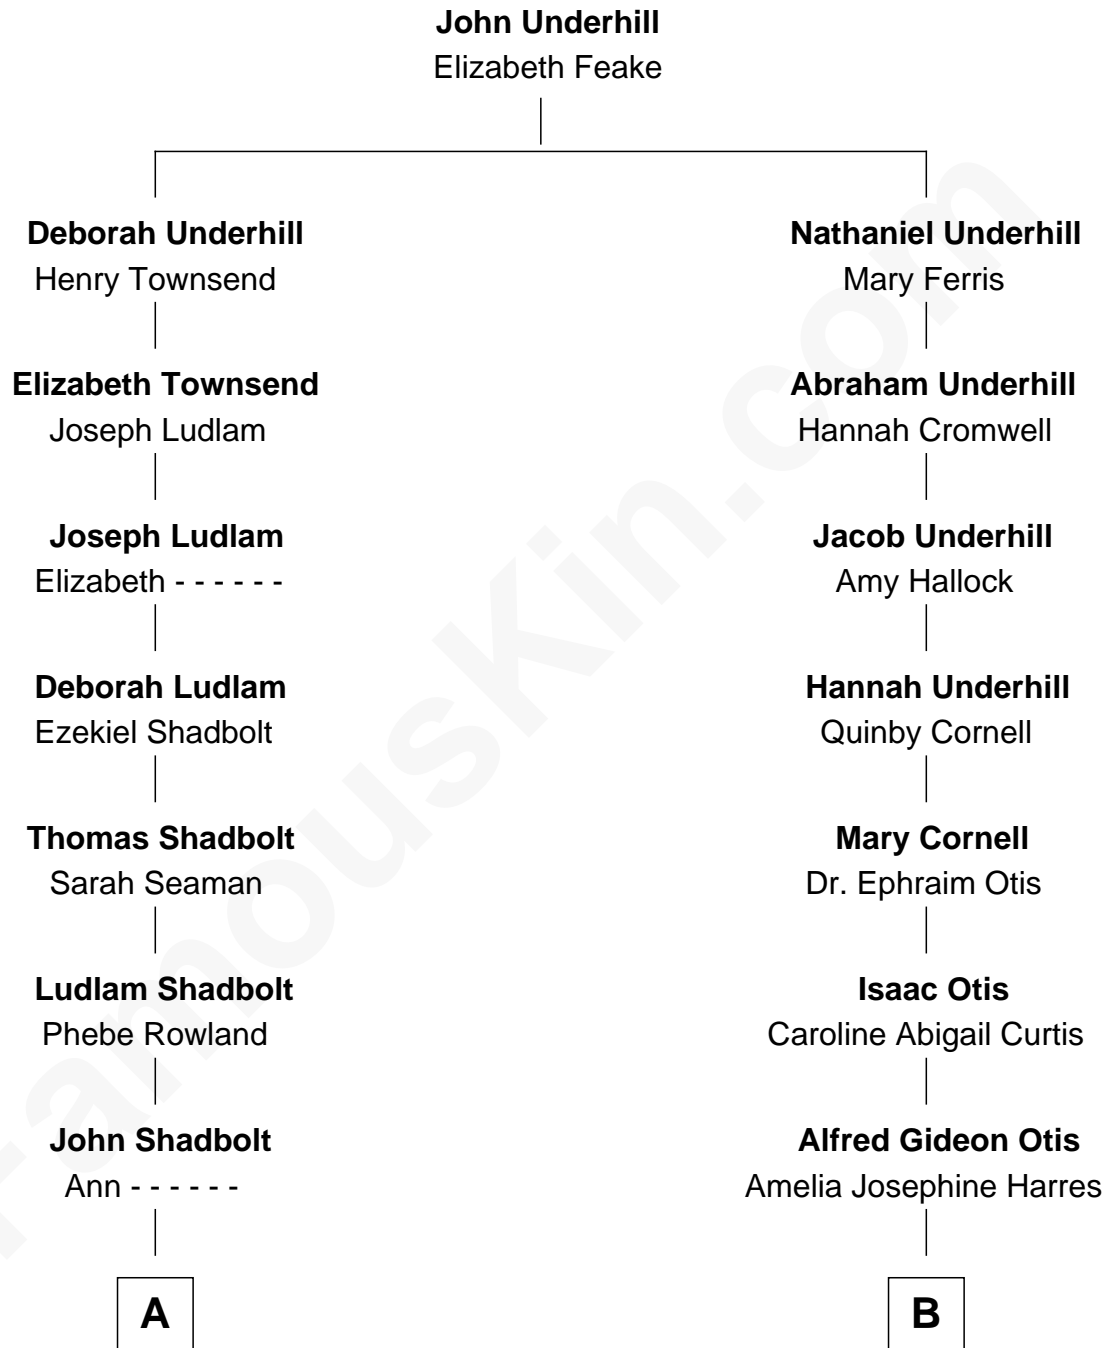 John Underhill
Elizabeth Feake
Deborah Underhill
Henry Townsend
Nathaniel Underhill
Mary Ferris
Elizabeth Townsend
Joseph Ludlam
Abraham Underhill
Hannah Cromwell
Joseph Ludlam
Elizabeth - - - - - -
Jacob Underhill
Amy Hallock
Deborah Ludlam
Ezekiel Shadbolt
Hannah Underhill
Quinby Cornell
Thomas Shadbolt
Sarah Seaman
Mary Cornell
Dr. Ephraim Otis
Ludlam Shadbolt
Phebe Rowland
Isaac Otis
Caroline Abigail Curtis
John Shadbolt
Ann - - - - - -
Alfred Gideon Otis
Amelia Josephine Harres
A
B
FamousKin.com